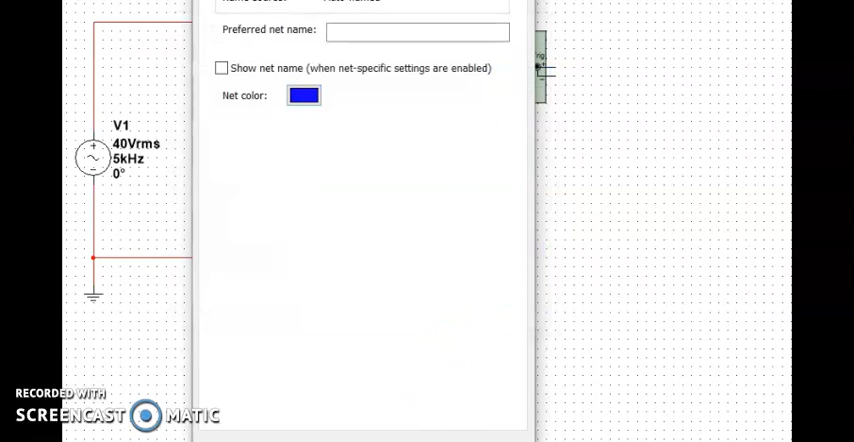 Preferred net name:
Show net name (when net-specific settings are enabled)
Net color:
V1
40Vrms
5kHz
0°
RECORDED WITH
SCREENCAST MATIC